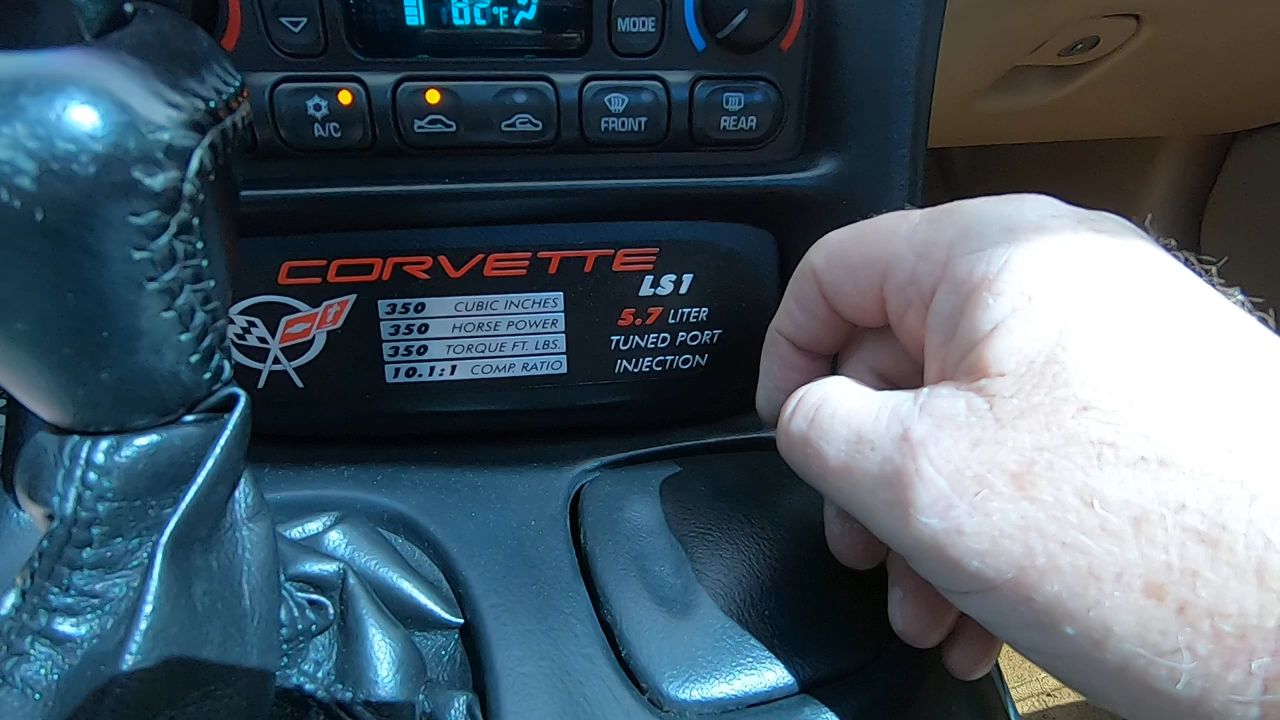 MODE
A/C
FRONT
REAR
CORVETTE
LS1
350 CUBIC INCHES
350 HORSE POWER
350 TORQUE FT. LBS.
10.1:1 COMP. RATIO
5.7 LITER
TUNED PORT
INJECTION